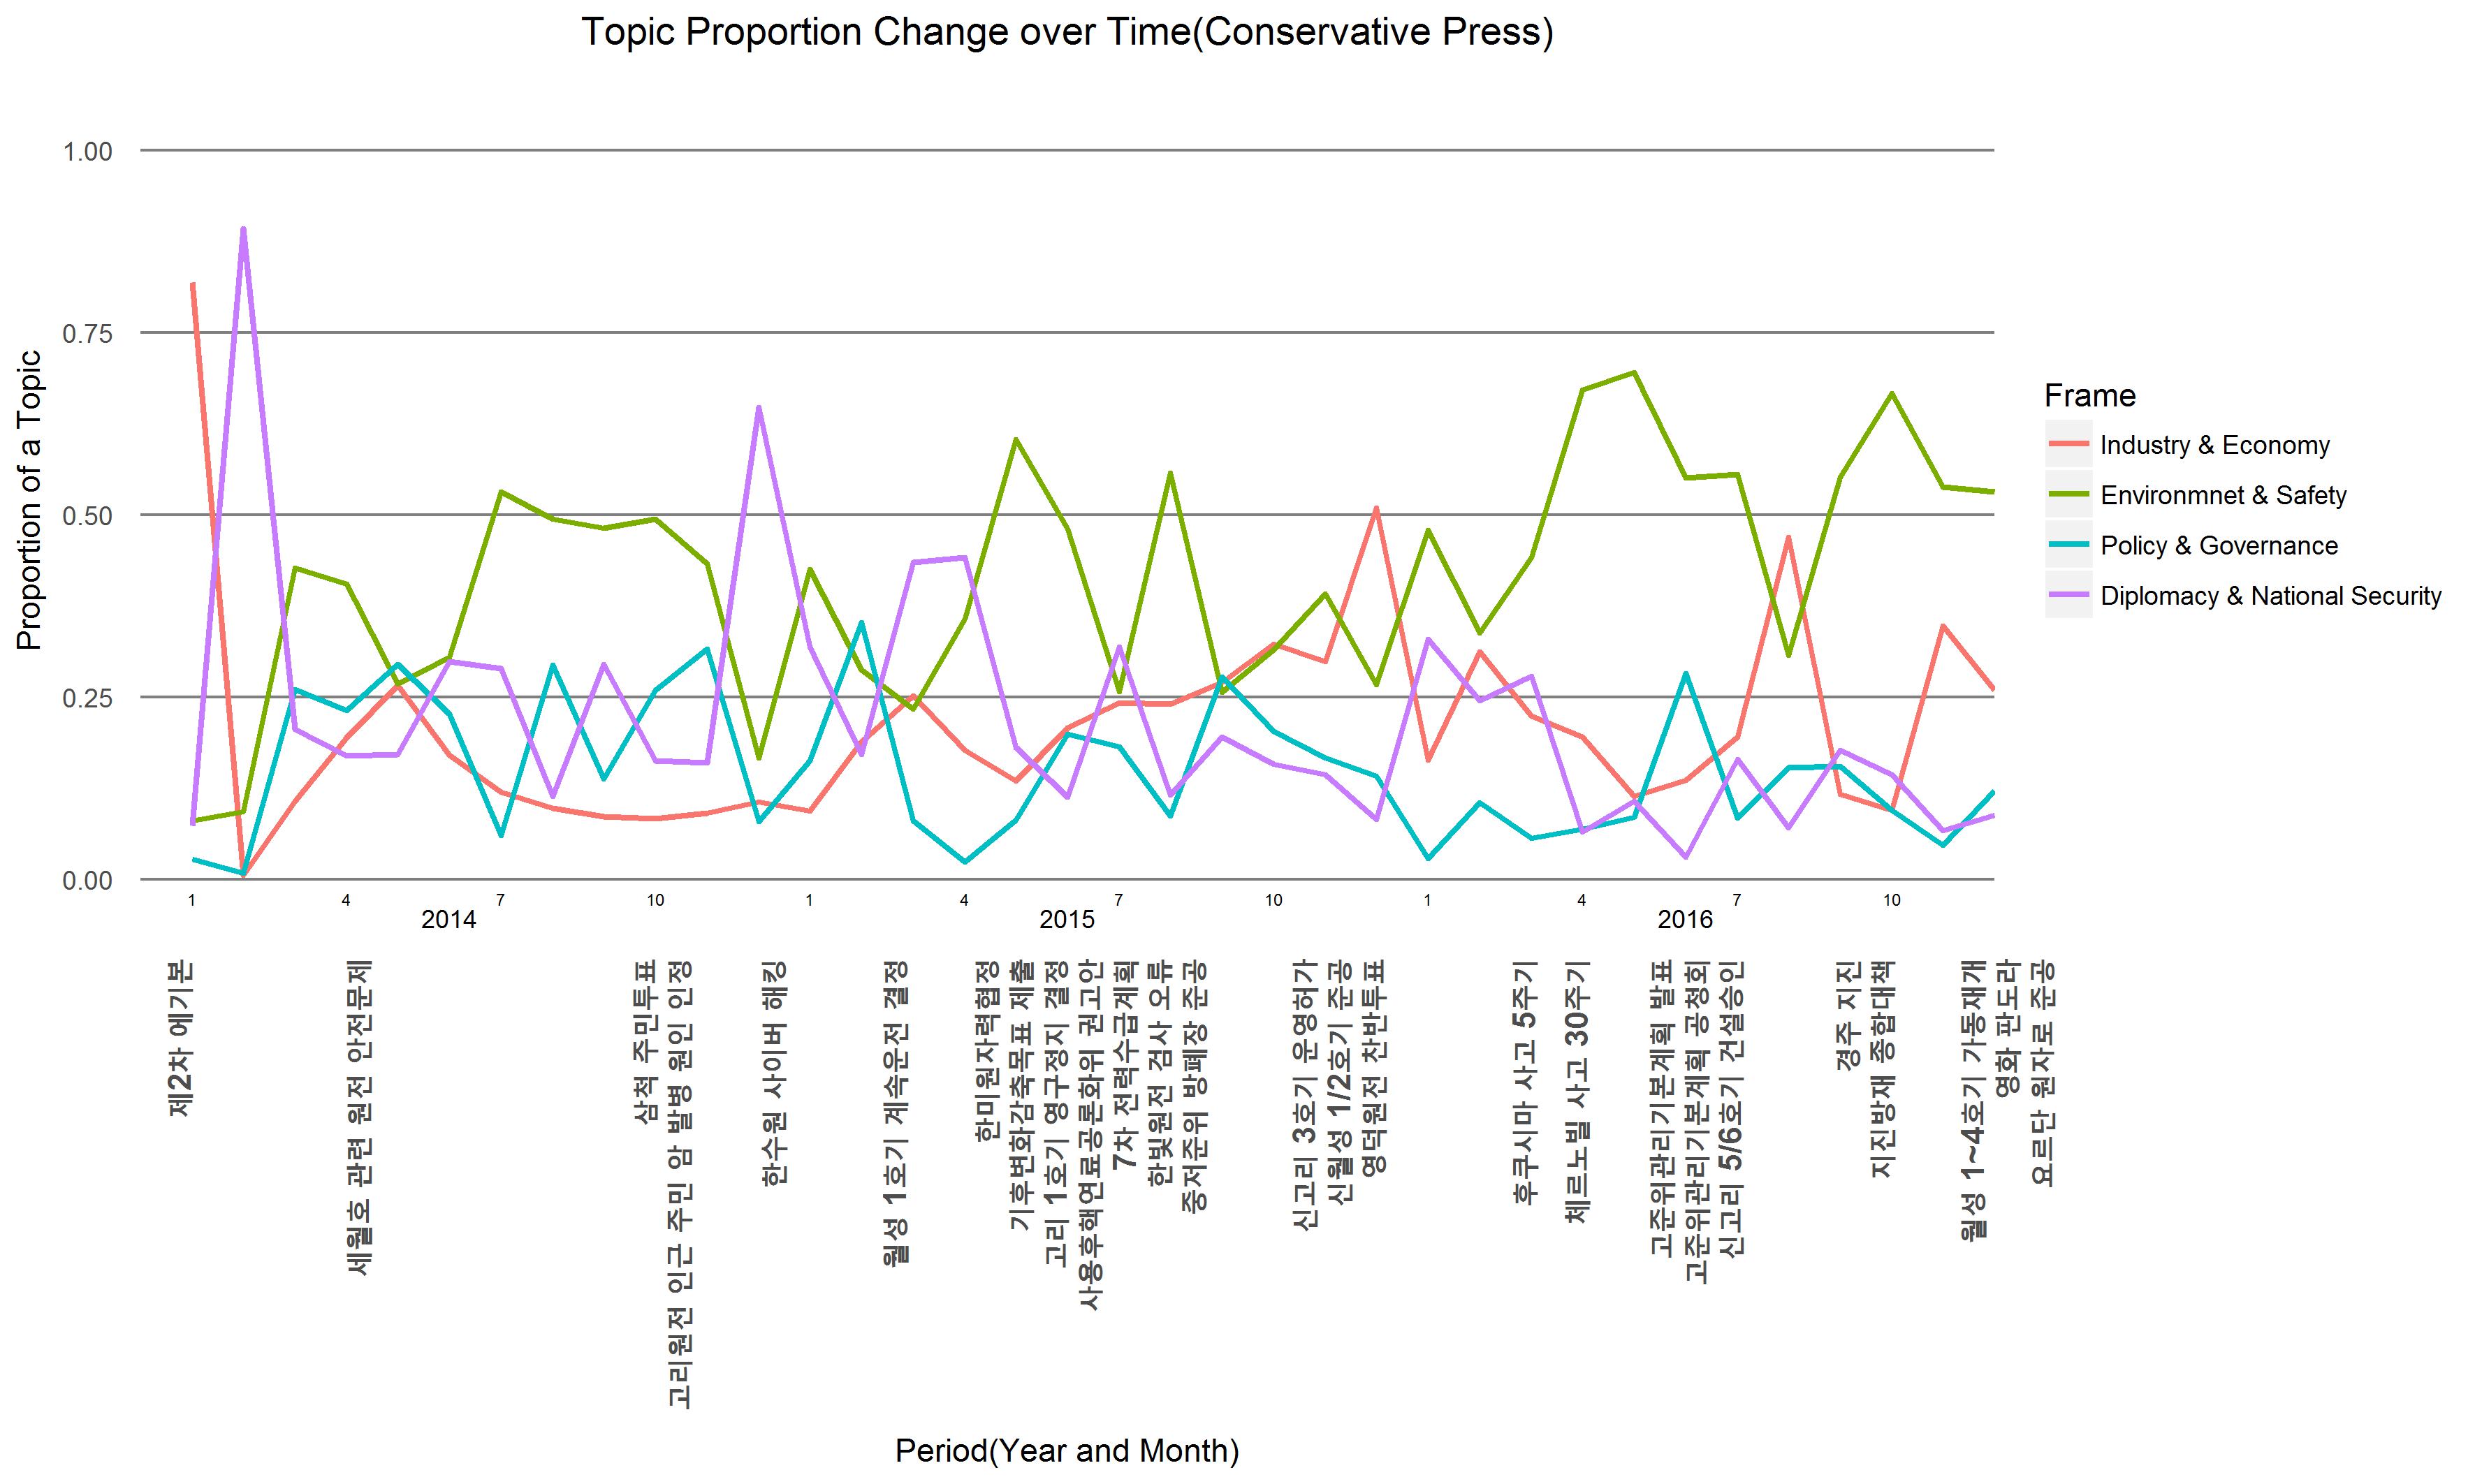 Topic Proportion Change over Time(Conservative Press)
Proportion of a Topic
1.00
0.75
0.50
0.25
0.00
1
4
7
10
1
4
7
10
1
4
7
10
2014
2015
2016
제2차 에기본
세월호 관련 원전 안전문제
삼척 주민투표
고리원전 인근 주민 암 발병 원인 인정
한수원 사이버 해킹
월성 1호기 계속운전 결정
한미원자력협정
기후변화감축목표 제출
고리 1호기 영구정지 결정
사용후핵연료공론화위 권고안
7차 전력수급계획
한빛원전 검사 오류
중저준위 방폐장 준공
신고리 3호기 운영허가
신월성 1/2호기 준공
영덕원전 찬반투표
후쿠시마 사고 5주기
체르노빌 사고 30주기
고준위관리기본계획 발표
고준위관리기본계획 공청회
신고리 5/6호기 건설승인
경주 지진
지진방재 종합대책
월성 1~4호기 가동재개
영화 판도라
요르단 원자로 준공
Period(Year and Month)
Frame
Industry & Economy
Environmnet & Safety
Policy & Governance
Diplomacy & National Security